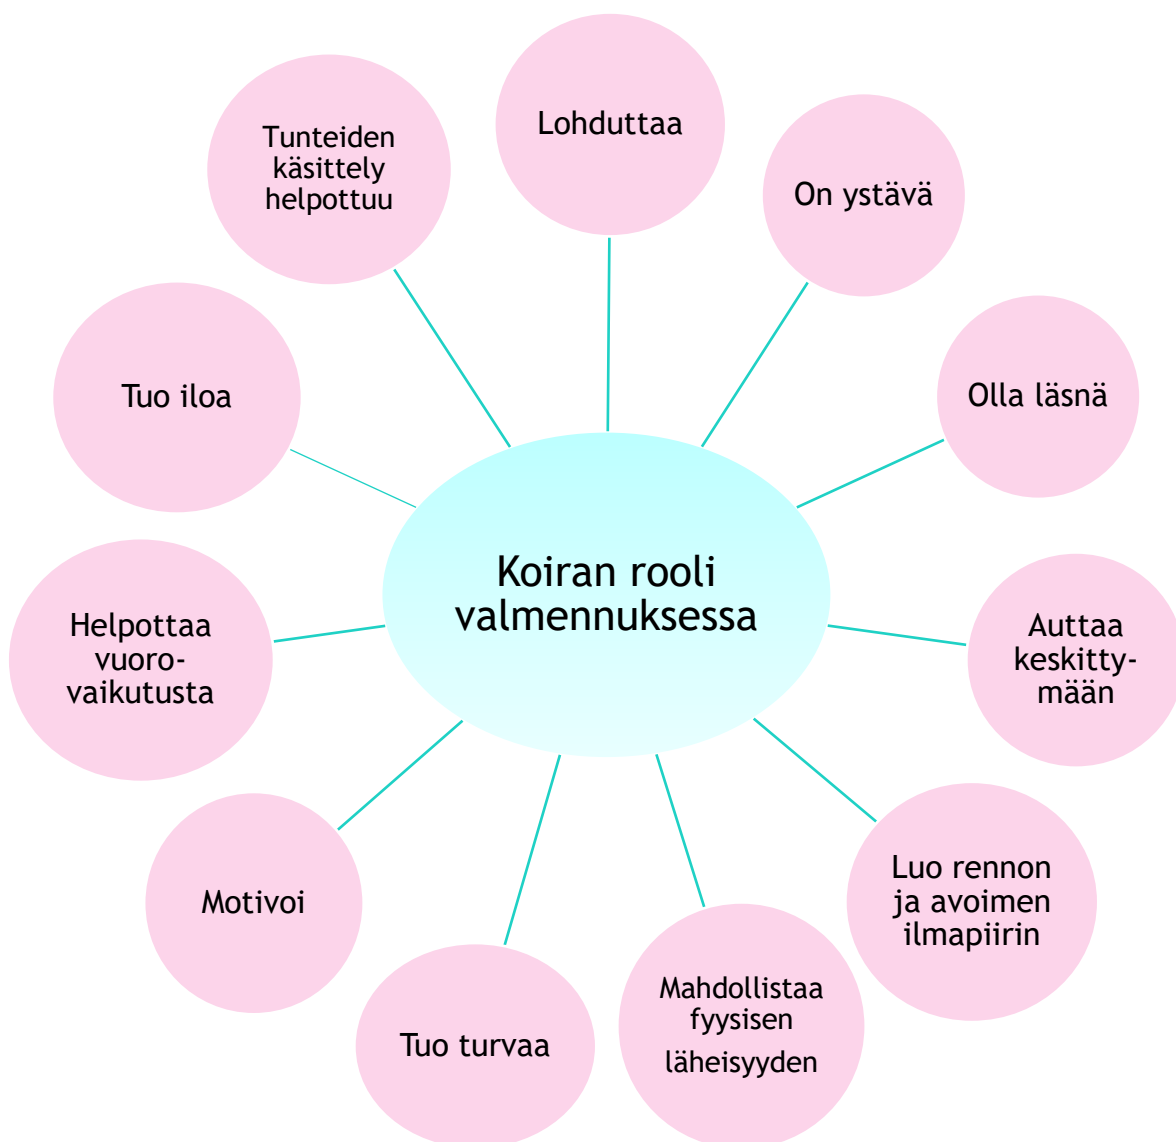 Lohduttaa
On ystävä
Olla läsnä
Auttaa
keskitty-
mään
Luo rennon
ja avoimen
ilmapiirin
Mahdollistaa
fyysisen
läheisyyden
Tuo turvaa
Motivoi
Helpottaa
vuoro-
vaikutusta
Tuo iloa
Tunteiden
käsittely
helpottuu
Koiran rooli
valmennuksessa